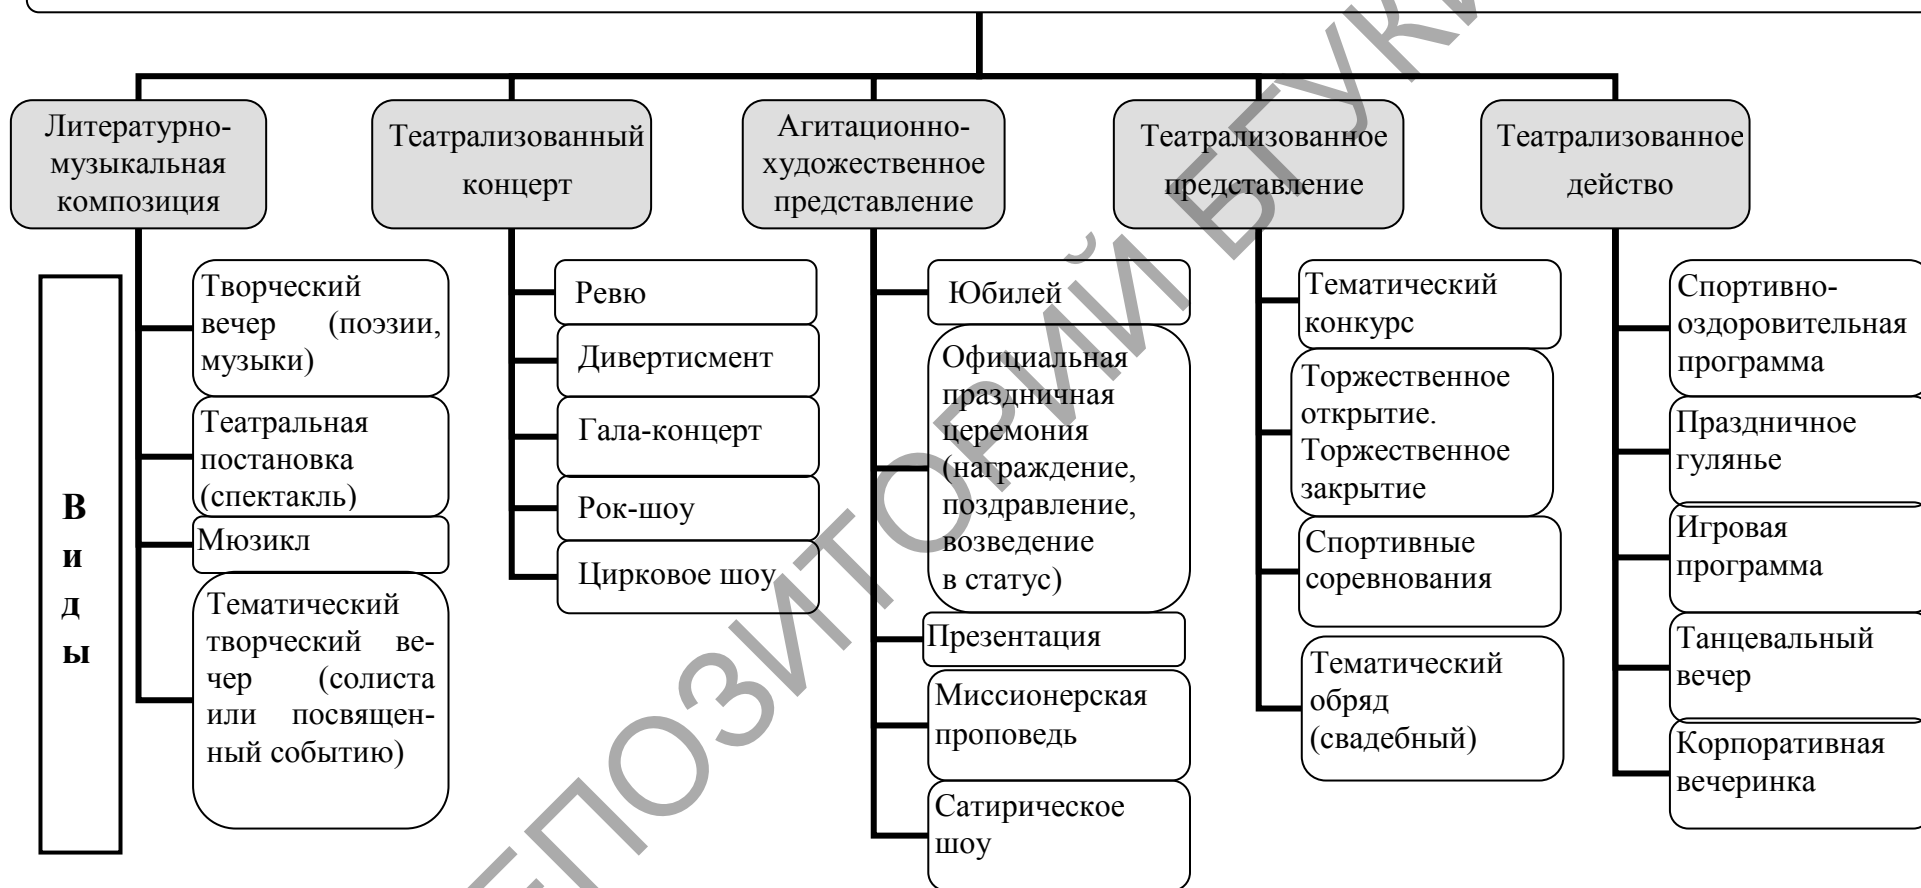 Литературно-
музыкальная
композиция
Театрализованный
концерт
Агитационно-
художественное
представление
Театрализованное
представление
Театрализованное
действо
В
и
д
ы
Творческий
вечер (поэзии,
музыки)
Театральная
постановка
(спектакль)
Мюзикл
Тематический
творческий ве-
чер (солиста
или посвящен-
ный событию)
Ревю
Дивертисмент
Гала-концерт
Рок-шоу
Цирковое шоу
Юбилей
Официальная
праздничная
церемония
(награждение,
поздравление,
возведение
в статус)
Презентация
Миссионерская
проповедь
Сатирическое
шоу
Тематический
конкурс
Торжественное
открытие.
Торжественное
закрытие
Спортивные
соревнования
Тематический
обряд
(свадебный)
Спортивно-
оздоровительная
программа
Праздничное
гулянье
Игровая
программа
Танцевальный
вечер
Корпоративная
вечеринка
ЕПОЗИТОРИЙ БГУКИ